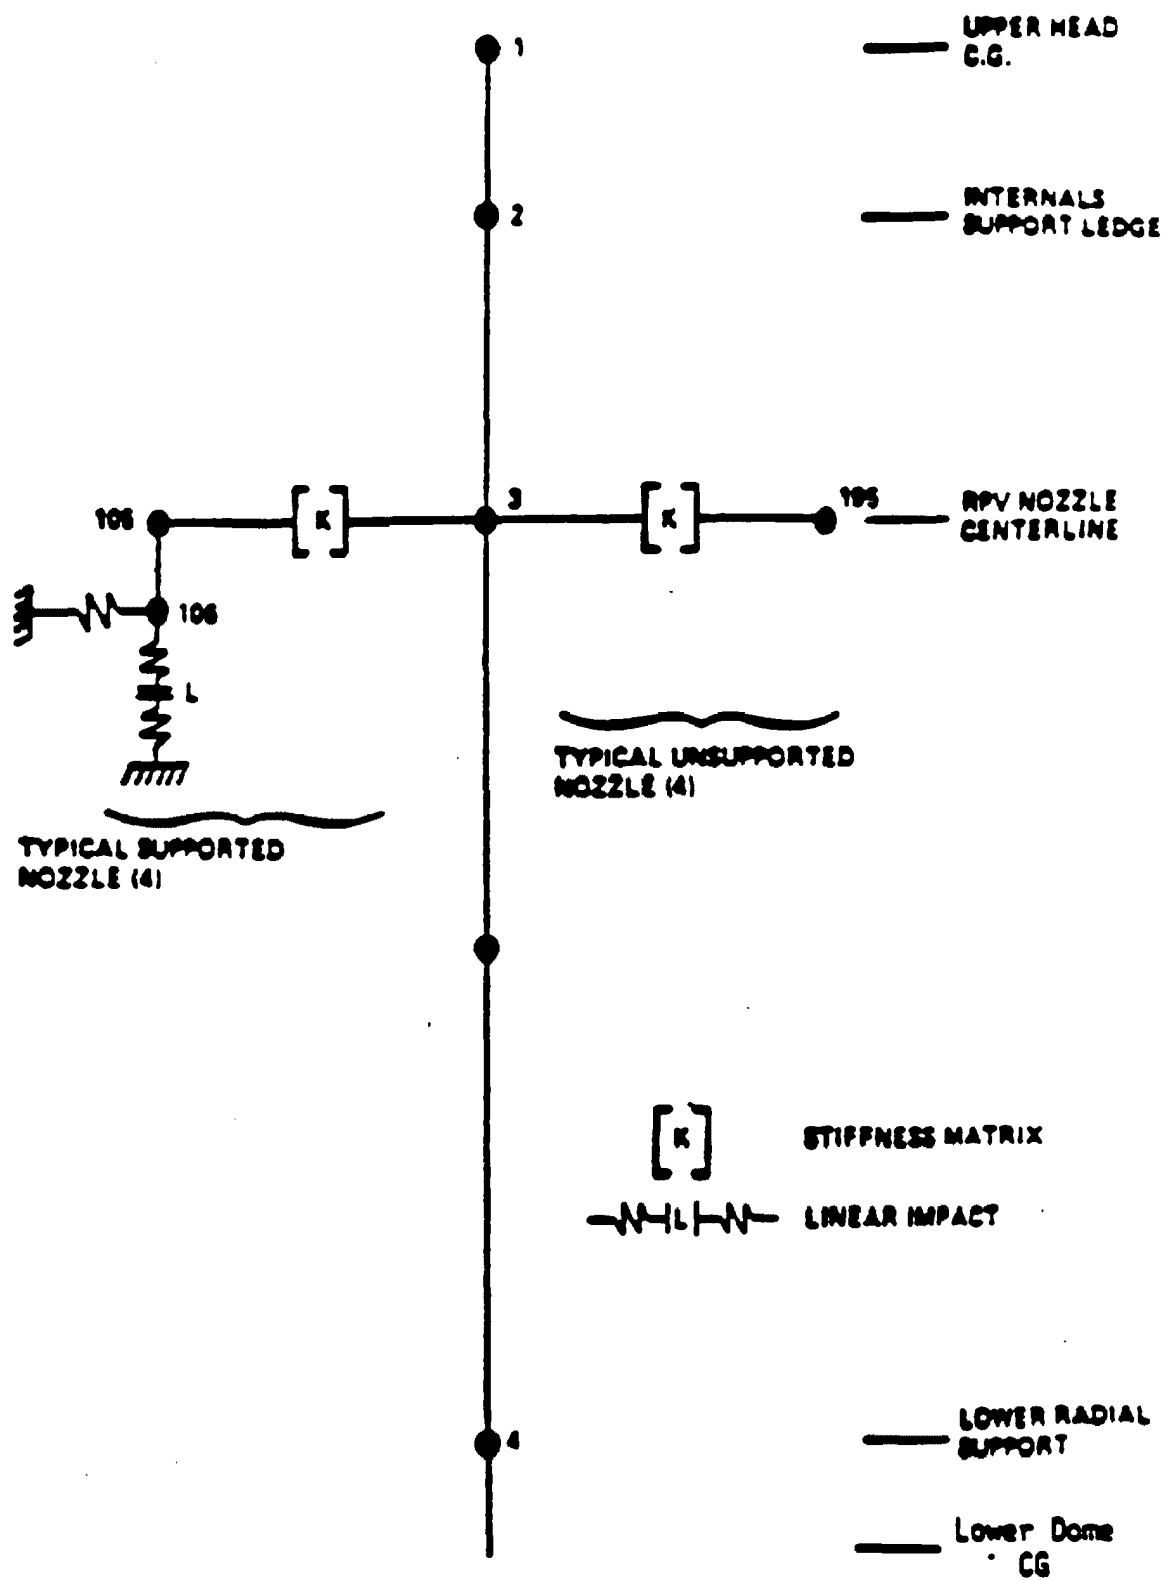 1
UPPER HEAD
C.G.
2
INTERNALS
SUPPORT LEDGE
3
K
K
RPV NOZZLE
CENTERLINE
106
L
TYPICAL UNSUPPORTED
NOZZLE (4)
TYPICAL SUPPORTED
NOZZLE (4)
K
STIFFNESS MATRIX
L
LINEAR IMPACT
4
LOWER RADIAL
SUPPORT
Lower Dome
CG